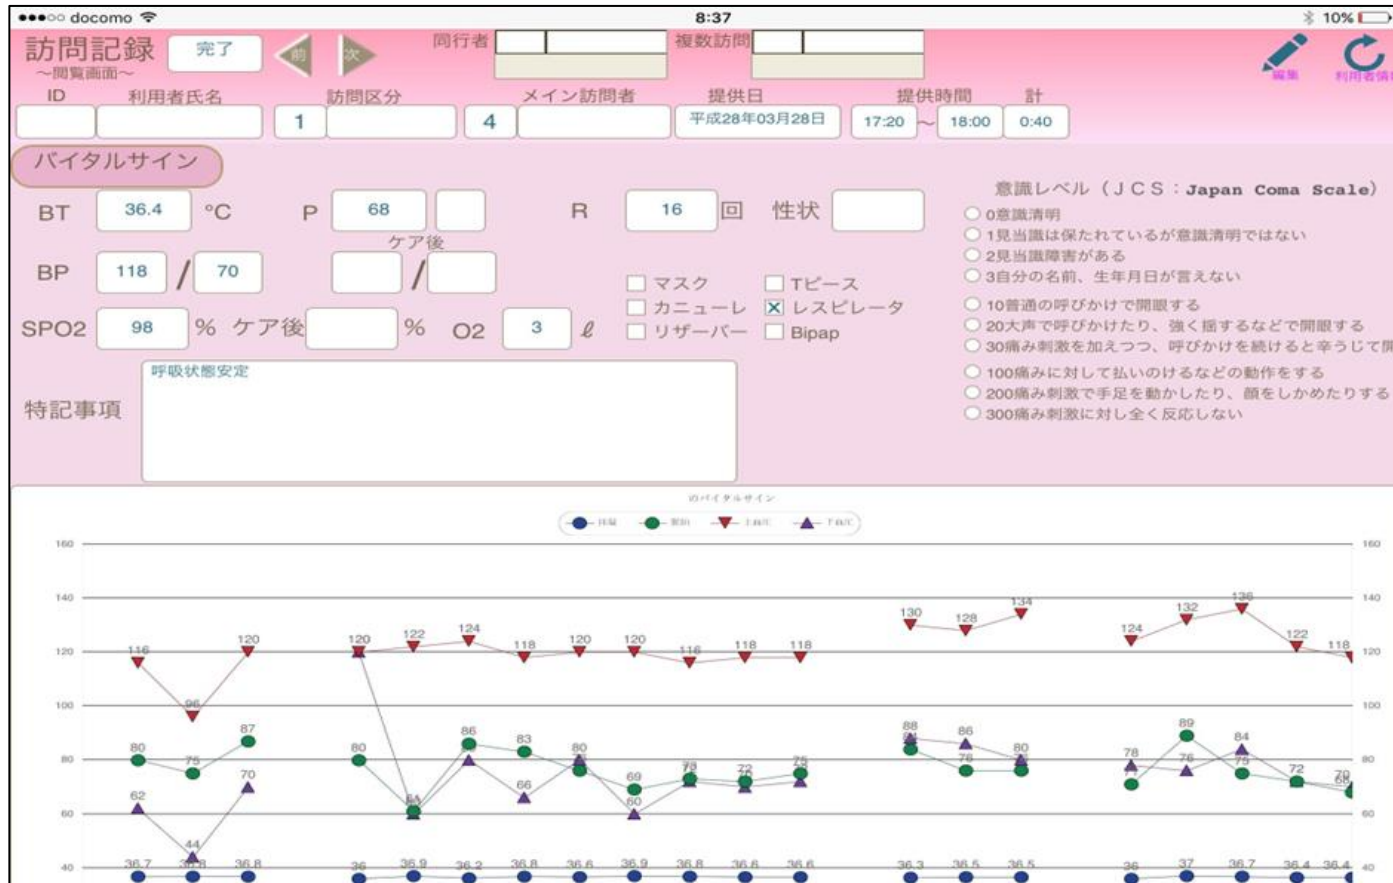 docomo 8:37 10%
訪問記録 完了 前 次 同行者 複数訪問
～閲覧画面～ 編集
ID 利用者氏名 訪問区分 メイン訪問者 提供日 提供時間 計
1 4 平成28年03月28日 17:20 ～ 18:00 0:40
バイタルサイン
BT 36.4 °C P 68 R 16 回 性状
ケア後
BP 118 / 70 /
SPO2 98 % ケア後 % O2 3 ℓ
マスク Tピース
カニューレ レスピレータ
リザーバー Bipap
特記事項 呼吸状態安定
意識レベル（JCS：Japan Coma Scale）
0意識清明
1見当識は保たれているが意識清明ではない
2見当識障害がある
3自分の名前、生年月日が言えない
10普通の呼びかけで開眼する
20大声で呼びかけたり、強く揺するなどで開眼する
30痛み刺激を加えつつ、呼びかけを続けると辛うじて開
100痛みに対して払いのけるなどの動作をする
200痛み刺激で手足を動かしたり、顔をしかめたりする
300痛み刺激に対し全く反応しない
のバイタルサイン
160 160
140 140
120 120
100 100
80 80
60 60
40 40
116 96 120 120 122 124 118 120 120 116 118 118 130 128 134 124 132 136 122 118
80 75 87 80 86 83 69 73 72 75 76 89 75 72 68
62 44 70 66 80 60 88 86 80 78 76 84 70
36.7 36.8 36.8 36 36.9 36.2 36.8 36.6 36.9 36.8 36.6 36.6 36.3 36.5 36.5 36 37 36.7 36.4 36.4